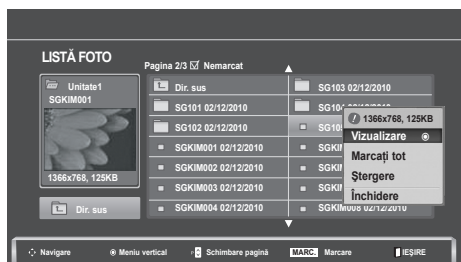 LISTĂ FOTO
Pagina 2/3 Nemarcat
Unitate1
SGKIM001
1366x768, 125KB
Dir. sus
Dir. sus
SG101 02/12/2010
SG102 02/12/2010
SGKIM001 02/12/2010
SGKIM002 02/12/2010
SGKIM003 02/12/2010
SGKIM004 02/12/2010
SG103 02/12/2010
SGKIM008 02/12/2010
1366x768, 125KB
Vizualizare
Marcați tot
Ştergere
Închidere
Navigare
Meniu vertical
P
Schimbare pagină
MARC.
Marcare
IEŞIRE